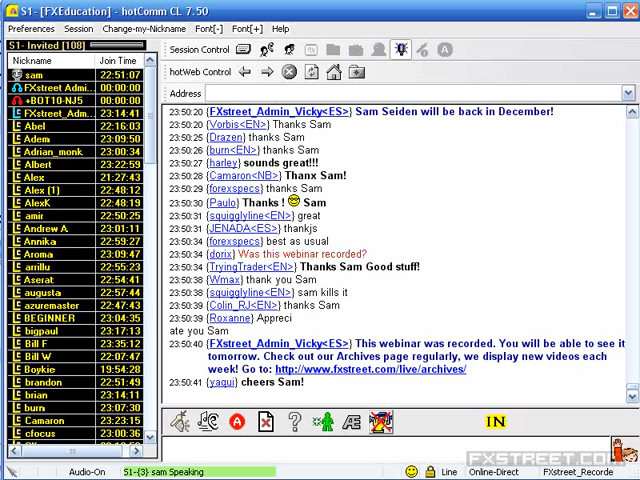 S1- [FXEducation] - hotComm CL 7.50
Preferences Session Change-my-Nickname Font[-] Font[+] Help
S1- Invited [108]
Session Control
Nickname Join Time
hotWeb Control
Address
sam 22:51:07
FXstreet Admi... 00:00:00
+BOT10-NJ5 00:00:00
FXstreet_Adm... 23:14:41
Abel 22:16:03
Adem 23:09:50
Adrian_monk 23:00:34
Albert 23:22:59
Alex 21:27:43
Alex (1) 22:48:12
AlexK 22:48:19
amir 22:50:25
Andrew A 23:01:11
Annika 22:59:27
Aroma 23:09:47
arrillu 22:55:23
Aserat 22:54:41
augusta 22:57:44
azuremaster 22:47:43
BEGINNER 23:04:35
bigpaul 23:17:13
Bill F 23:35:12
Bill W 22:07:47
Boykie 19:54:28
brandon 22:51:49
brian 23:14:11
burn 23:07:30
Camaron 23:23:15
cfocus 23:00:36
23:50:20 {FXstreet_Admin_Vicky<ES>} Sam Seiden will be back in December!
23:50:20 {Vorbis<EN>} Thanks Sam
23:50:25 {Drazen} thanks Sam
23:50:26 {burn<EN>} thanks Sam
23:50:27 {harley} sounds great!!!
23:50:28 {Camaron<NB>} Thanx Sam!
23:50:29 {forexspecs} thanks Sam
23:50:30 {Paulo} Thanks ! Sam
23:50:31 {squigglyline<EN>} great
23:50:31 {JENADA<ES>} thankjs
23:50:34 {forexspecs} best as usual
23:50:34 {dorix} Was this webinar recorded?
23:50:34 {TryingTrader<EN>} Thanks Sam Good stuff!
23:50:38 {Wmax} thank you Sam
23:50:38 {squigglyline<EN>} sam kills it
23:50:39 {Colin_RJ<EN>} thanks Sam
23:50:39 {Roxanne} Appreci
ate you Sam
23:50:40 {FXstreet_Admin_Vicky<ES>} This webinar was recorded. You will be able to see it
tomorrow. Check out our Archives page regularly, we display new videos each
week! Go to: http://www.fxstreet.com/live/archives/
23:50:41 {yaqui} cheers Sam!
IN
FXSTREET.COM
Audio-On S1-{3} sam Speaking Line Online-Direct FXstreet_Recorde